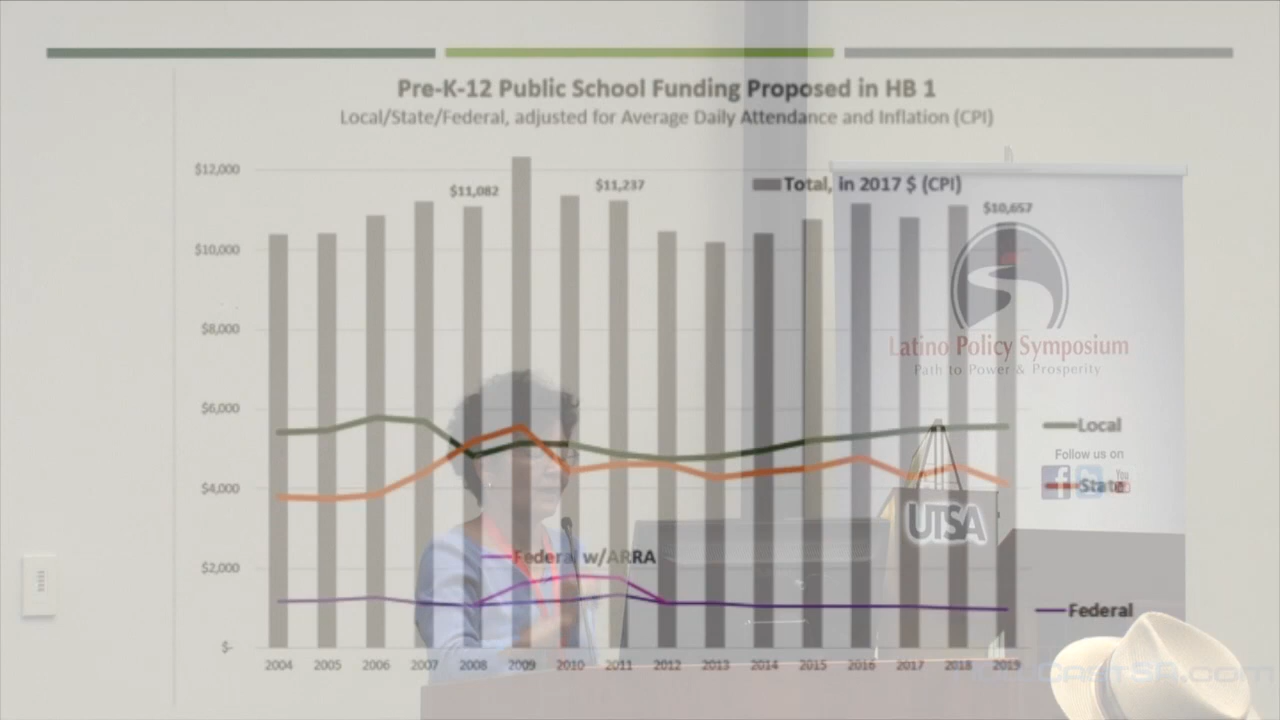 Pre-K-12 Public School Funding Proposed in HB 1
Local/State/Federal, adjusted for Average Daily Attendance and Inflation (CPI)
$12,000
$11,082
$11,237
Total, in 2017 $ (CPI)
$10,657
$10,000
$8,000
Latino Policy Symposium
Path to Power & Prosperity
$6,000
Local
Follow us on
$4,000
f
You
State
UTSA
Federal w/ARRA
$2,000
Federal
$-
2004 2005 2006 2007 2008 2009 2010 2011 2012 2013 2014 2015 2016 2017 2018 2019